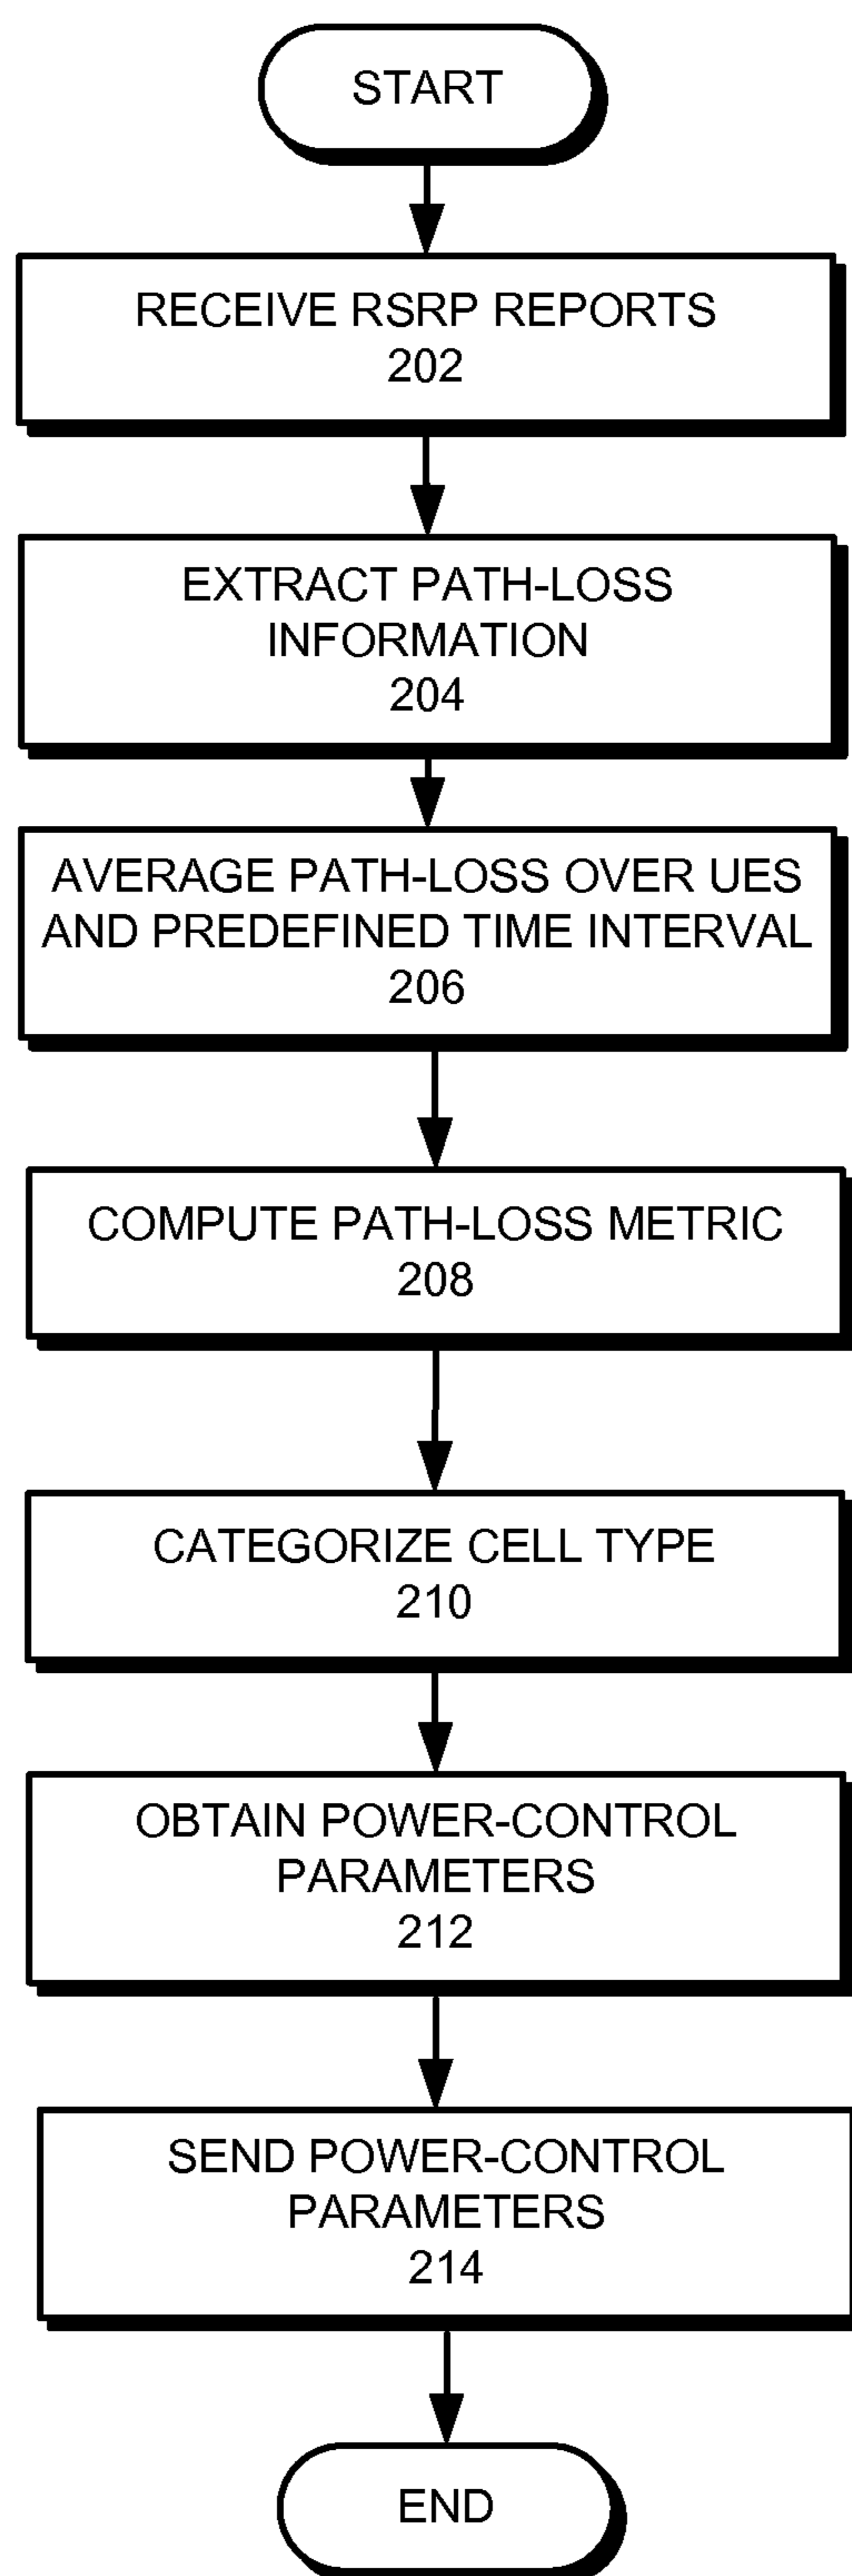 START
RECEIVE RSRP REPORTS
202
EXTRACT PATH-LOSS
INFORMATION
204
AVERAGE PATH-LOSS OVER UES
AND PREDEFINED TIME INTERVAL
206
COMPUTE PATH-LOSS METRIC
208
CATEGORIZE CELL TYPE
210
OBTAIN POWER-CONTROL
PARAMETERS
212
SEND POWER-CONTROL
PARAMETERS
214
END